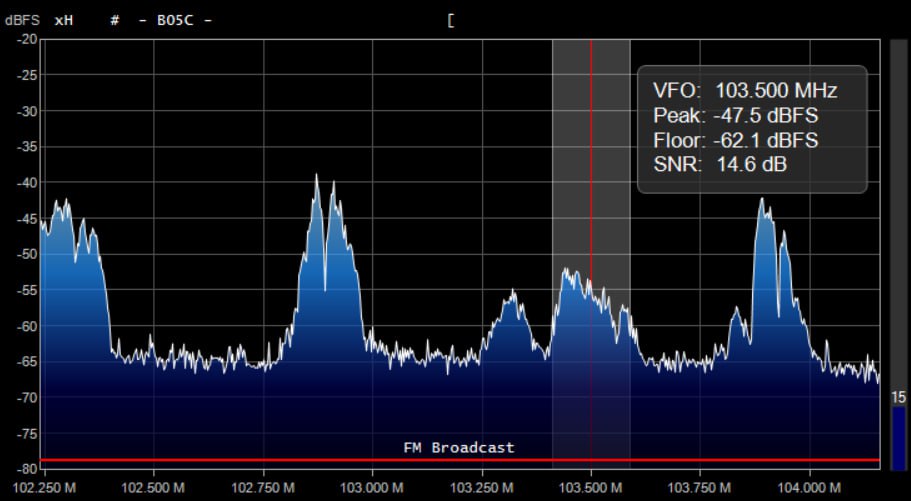 dBFS xH # - B05C - [
-20
-25
-30
-35
-40
-45
-50
-55
-60
-65
-70
-75
-80
VFO: 103.500 MHz
Peak: -47.5 dBFS
Floor: -62.1 dBFS
SNR: 14.6 dB
15
FM Broadcast
102.250 M 102.500 M 102.750 M 103.000 M 103.250 M 103.500 M 103.750 M 104.000 M